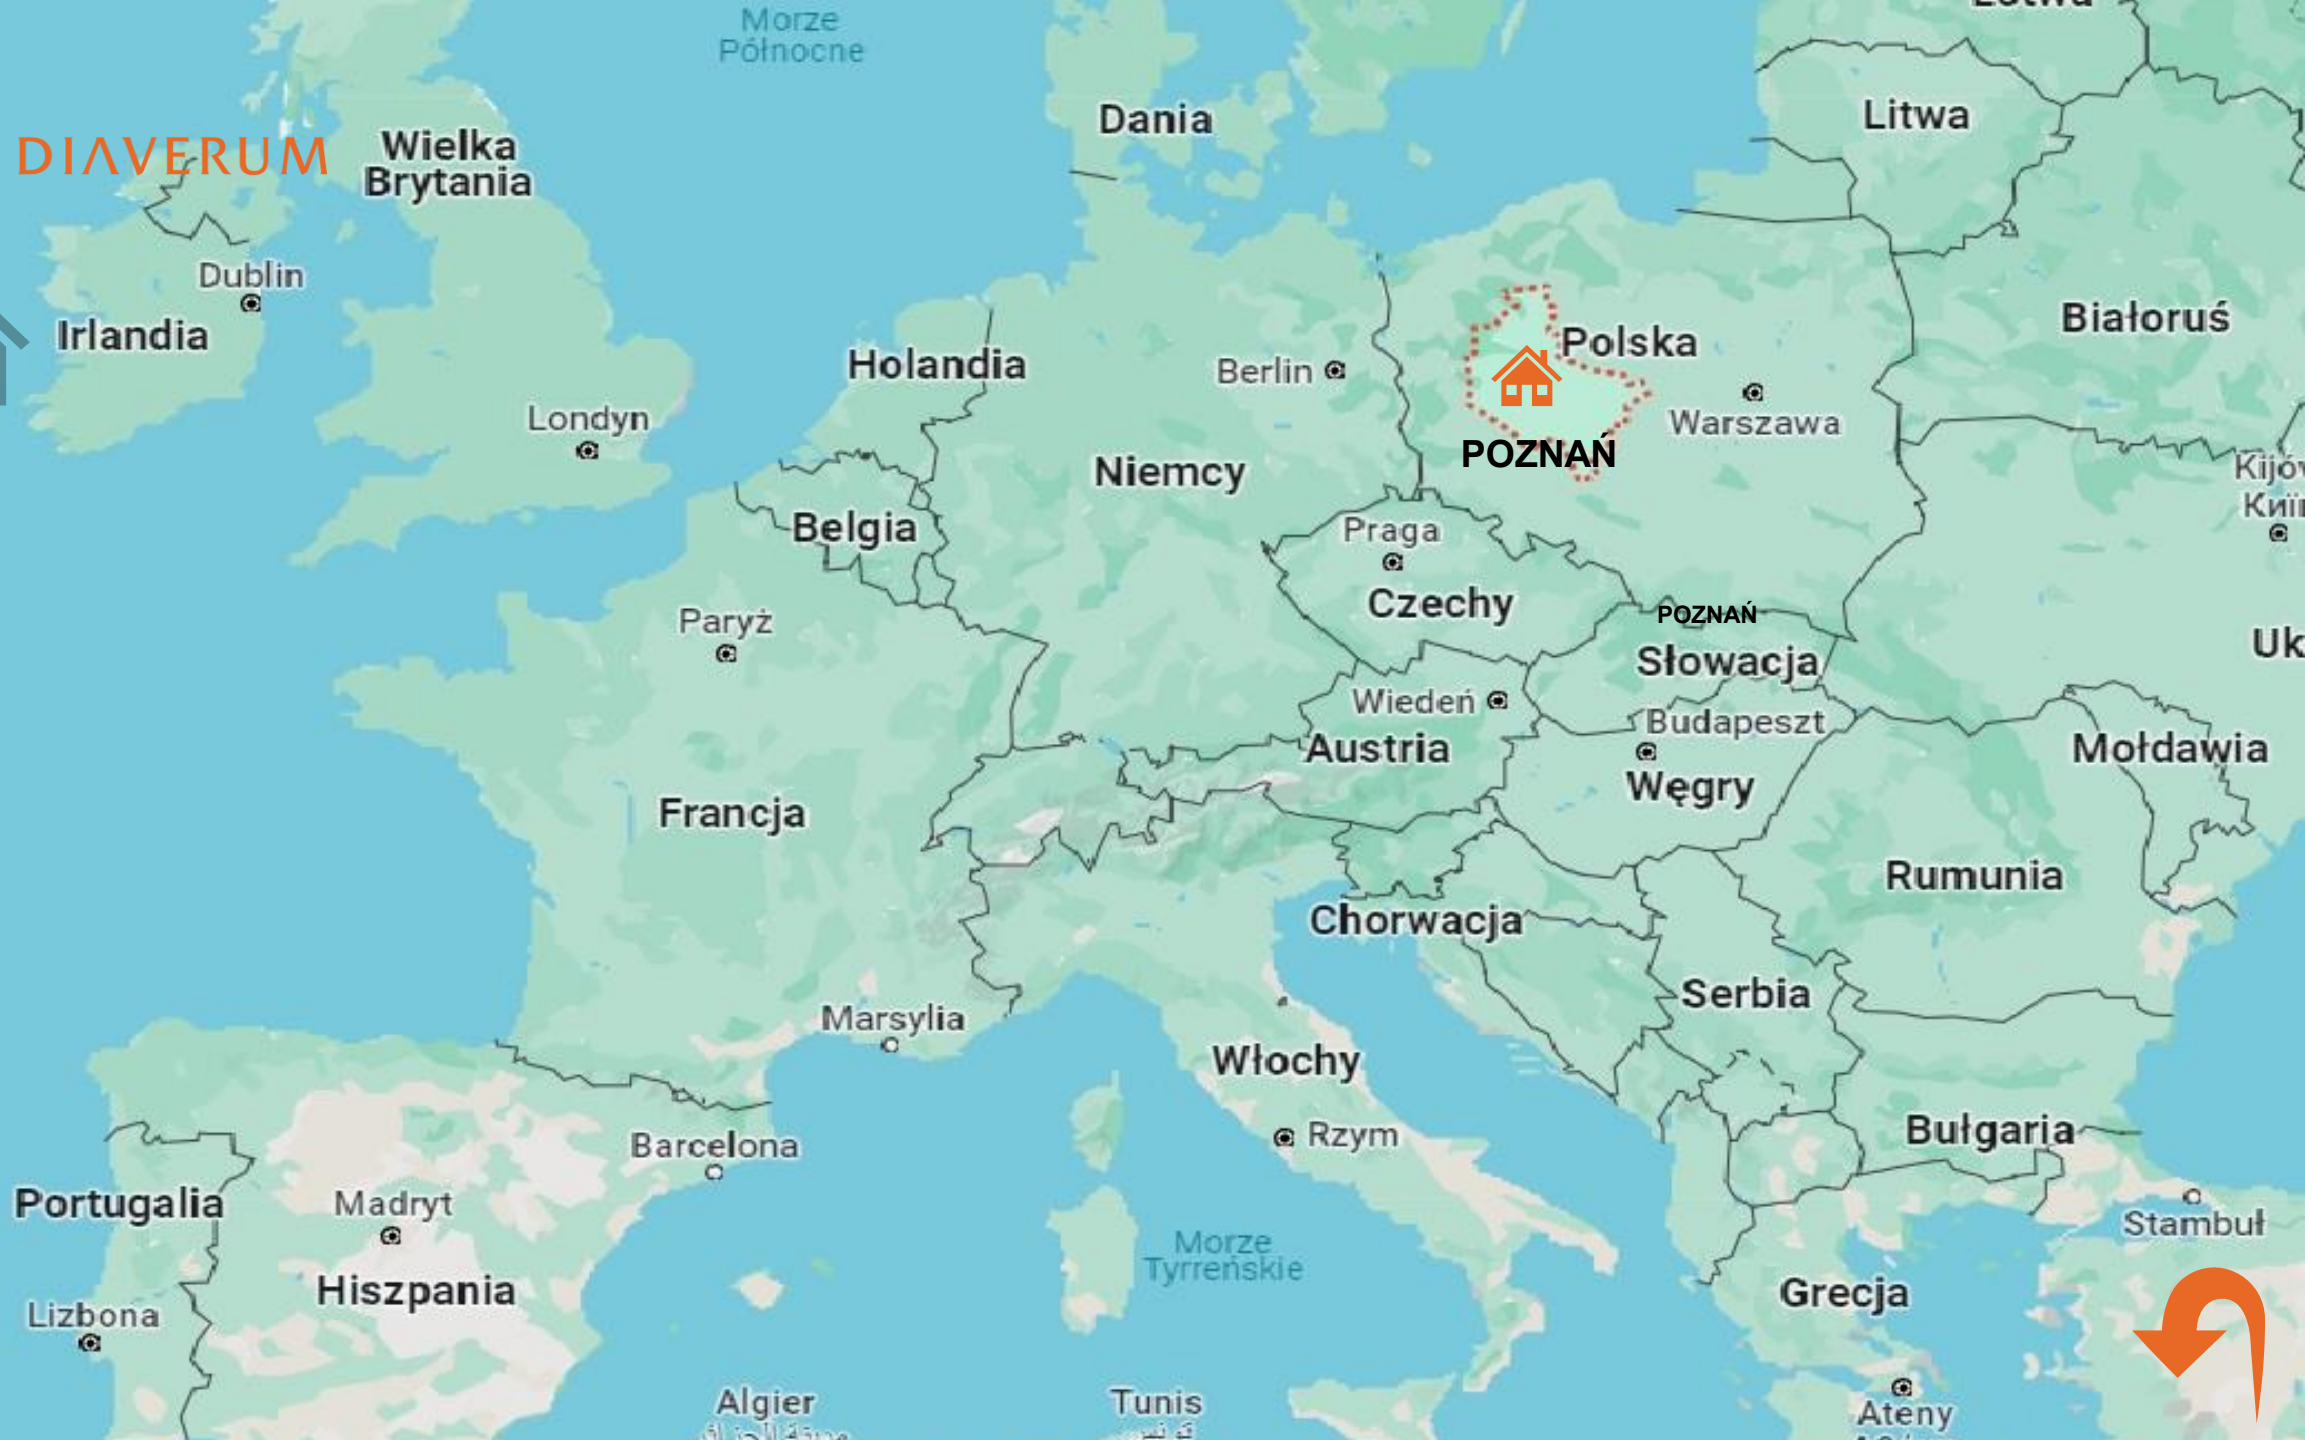 Morze
Północne
Dania
Litwa
DIAVERUM
Wielka
Brytania
Dublin
Irlandia
Białoruś
Holandia
Berlin
Polska
Londyn
Warszawa
POZNAŃ
Niemcy
Belgia
Praga
Czechy
Paryż
POZNAŃ
Słowacja
Wiedeń
Budapeszt
Austria
Mołdawia
Węgry
Francja
Rumunia
Chorwacja
Serbia
Marsylia
Włochy
Bułgaria
Rzym
Barcelona
Portugalia
Madryt
Stambuł
Morze
Tyrreńskie
Hiszpania
Grecja
Lizbona
Algier
Tunis
Ateny